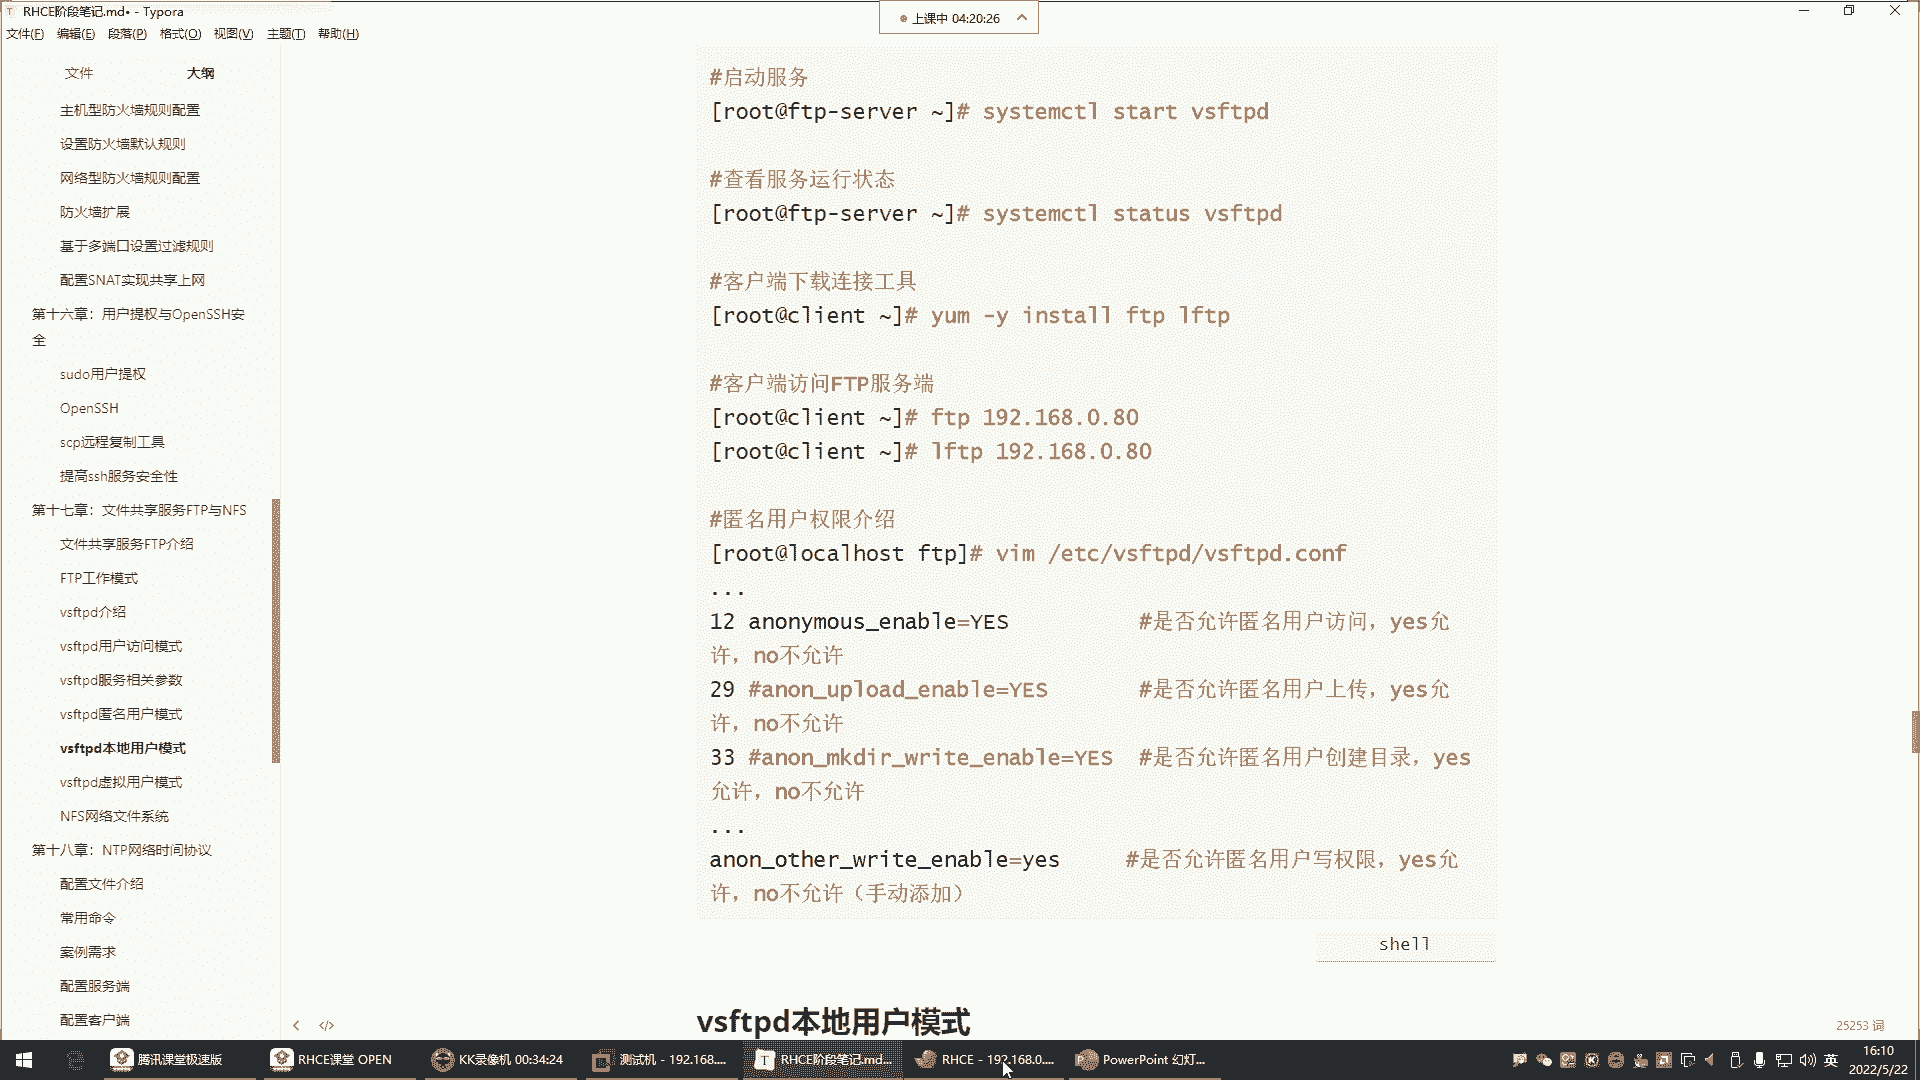 RHCE阶段笔记.md• - Typora
上课中 04:20:26
文件(F) 编辑(E) 段落(P) 格式(O) 视图(V) 主题(T) 帮助(H)
文件 大纲
主机型防火墙规则配置
设置防火墙默认规则
网络型防火墙规则配置
防火墙扩展
基于多端口设置过滤规则
配置SNAT实现共享上网
第十六章：用户提权与OpenSSH安
全
sudo用户提权
OpenSSH
scp远程复制工具
提高ssh服务安全性
第十七章：文件共享服务FTP与NFS
文件共享服务FTP介绍
FTP工作模式
vsftpd介绍
vsftpd用户访问模式
vsftpd服务相关参数
vsftpd匿名用户模式
vsftpd本地用户模式
vsftpd虚拟用户模式
NFS网络文件系统
第十八章：NTP网络时间协议
配置文件介绍
常用命令
案例需求
配置服务端
配置客户端
#启动服务
[root@ftp-server ~]# systemctl start vsftpd
#查看服务运行状态
[root@ftp-server ~]# systemctl status vsftpd
#客户端下载连接工具
[root@client ~]# yum -y install ftp lftp
#客户端访问FTP服务端
[root@client ~]# ftp 192.168.0.80
[root@client ~]# lftp 192.168.0.80
#匿名用户权限介绍
[root@localhost ftp]# vim /etc/vsftpd/vsftpd.conf
...
12 anonymous_enable=YES #是否允许匿名用户访问，yes允
许，no不允许
29 #anon_upload_enable=YES #是否允许匿名用户上传，yes允
许，no不允许
33 #anon_mkdir_write_enable=YES #是否允许匿名用户创建目录，yes
允许，no不允许
...
anon_other_write_enable=yes #是否允许匿名用户写权限，yes允
许，no不允许（手动添加）
shell
vsftpd本地用户模式
25253 词
腾讯课堂极速版
RHCE课堂 OPEN
KK录像机 00:34:24
测试机 - 192.168....
RHCE阶段笔记.md...
RHCE - 192.168.0....
PowerPoint 幻灯...
英
16:10
2022/5/22